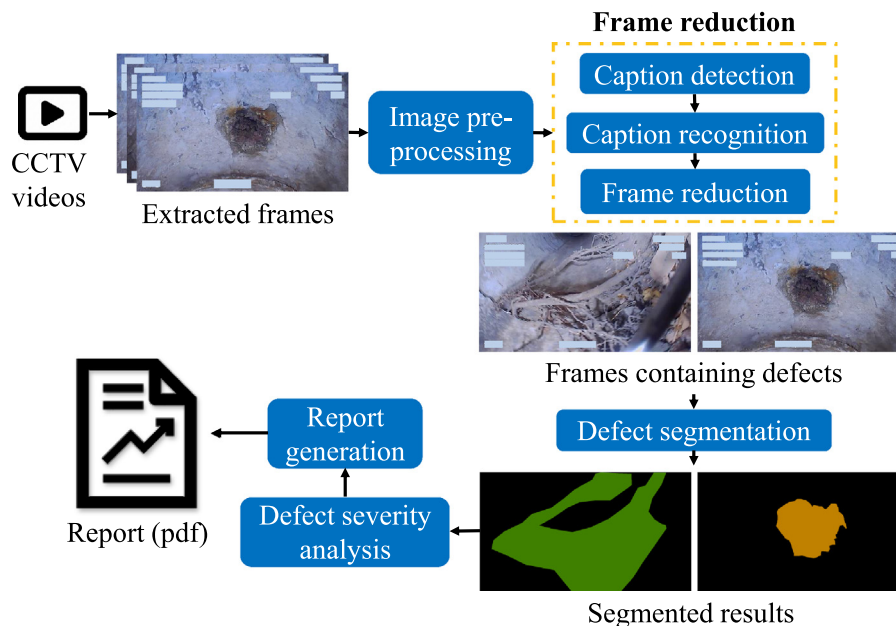 Frame reduction
Caption detection
Caption recognition
Frame reduction
Image pre-
processing
CCTV
videos
Extracted frames
Frames containing defects
Defect segmentation
Segmented results
Defect severity
analysis
Report
generation
Report (pdf)